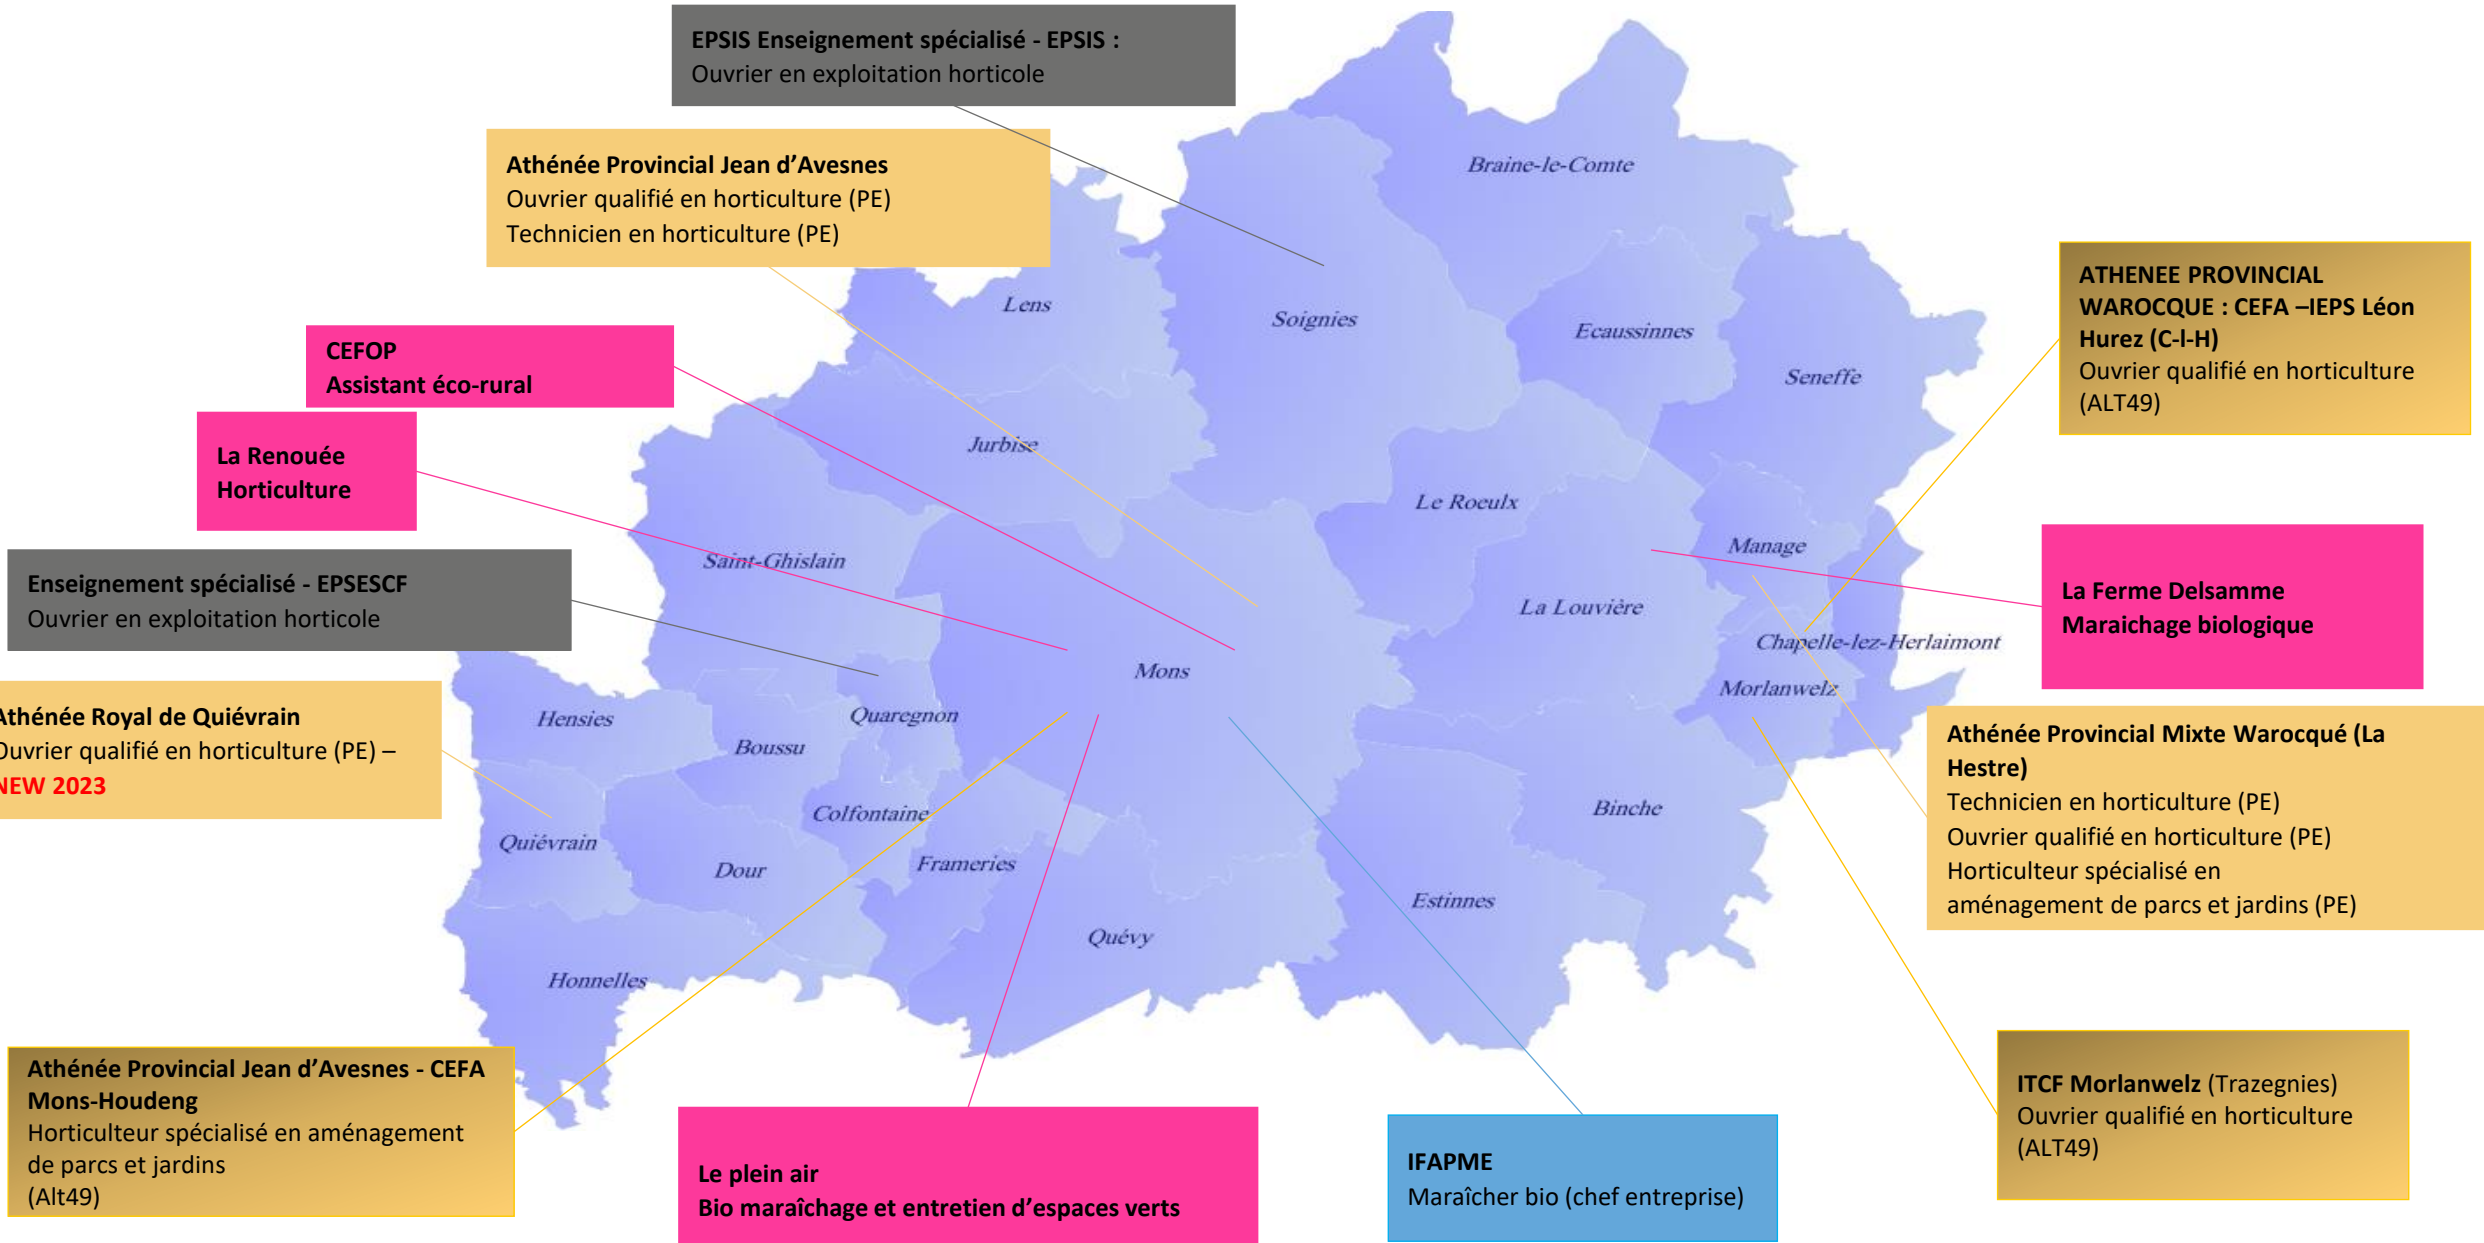 EPSIS Enseignement spécialisé - EPSIS :
Ouvrier en exploitation horticole
Athénée Provincial Jean d’Avesnes
Ouvrier qualifié en horticulture (PE)
Technicien en horticulture (PE)
Braine-le-Comte
ATHENEE PROVINCIAL
WAROCQUE : CEFA –IEPS Léon
Hurez (C-l-H)
Ouvrier qualifié en horticulture
(ALT49)
Lens
Soignies
Ecaussinnes
Seneffe
CEFOP
Assistant éco-rural
La Renouée
Horticulture
Jurbise
Le Roeulx
Manage
Saint-Ghislain
La Louvière
Enseignement spécialisé - EPSESCF
Ouvrier en exploitation horticole
La Ferme Delsamme
Maraichage biologique
Chapelle-lez-Herlaimont
Mons
Morlanwelz
Athénée Royal de Quiévrain
Ouvrier qualifié en horticulture (PE) –
NEW 2023
Hensies
Boussu
Quaregnon
Athénée Provincial Mixte Warocqué (La
Hestre)
Technicien en horticulture (PE)
Ouvrier qualifié en horticulture (PE)
Horticulteur spécialisé en
aménagement de parcs et jardins (PE)
Colfontaine
Binche
Quiévrain
Dour
Frameries
Estinnes
Quévy
Honnelles
Athénée Provincial Jean d’Avesnes - CEFA
Mons-Houdeng
Horticulteur spécialisé en aménagement
de parcs et jardins
(Alt49)
Le plein air
Bio maraîchage et entretien d’espaces verts
IFAPME
Maraîcher bio (chef entreprise)
ITCF Morlanwelz (Trazegnies)
Ouvrier qualifié en horticulture
(ALT49)